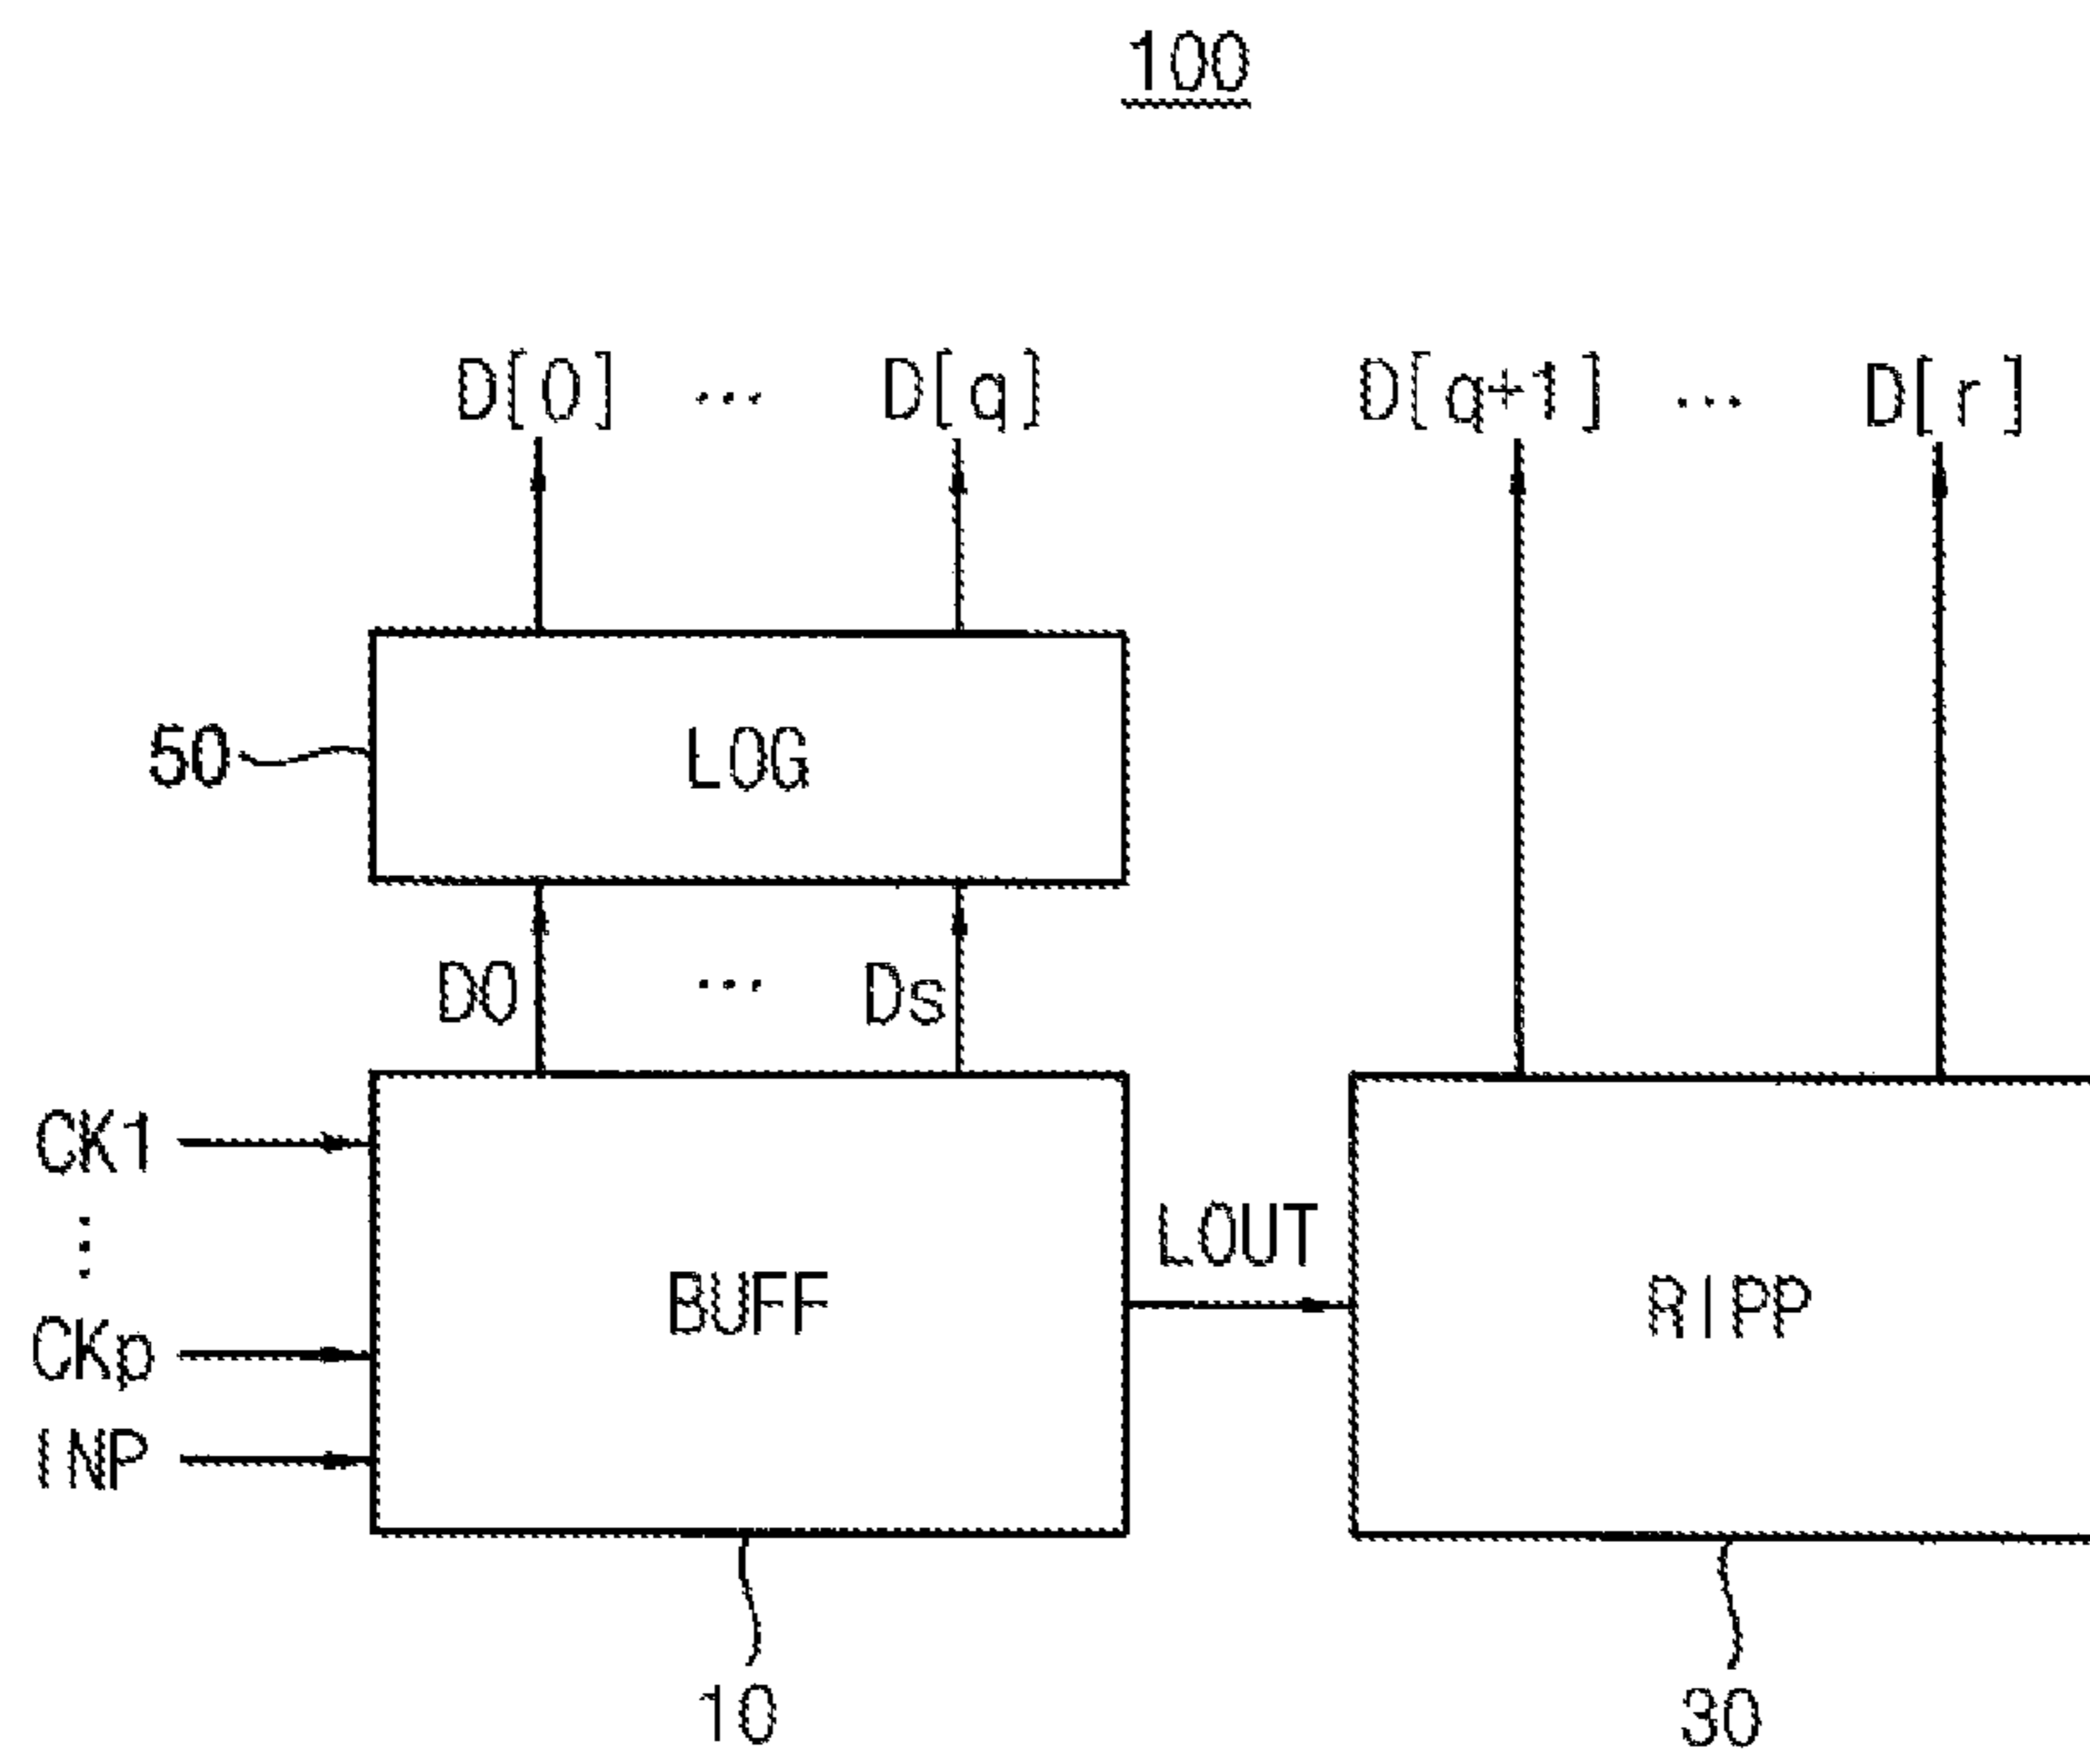 100
D[0] ... D[q] D[q+1] ... D[r]
50 LOG
D0 ... Ds
CK1
LOUT
BUFF RIPP
CKp
INP
10 30